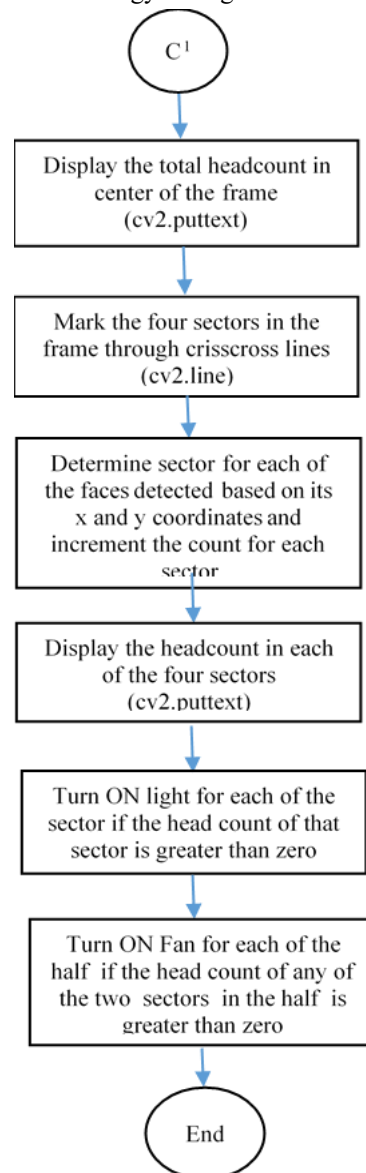 C1
Display the total headcount in
center of the frame
(cv2.puttext)
Mark the four sectors in the
frame through crisscross lines
(cv2.line)
Determine sector for each of
the faces detected based on its
x and y coordinates and
increment the count for each
sector
Display the headcount in each
of the four sectors
(cv2.puttext)
Turn ON light for each of the
sector if the head count of that
sector is greater than zero
Turn ON Fan for each of the
half if the head count of any of
the two sectors in the half is
greater than zero
End